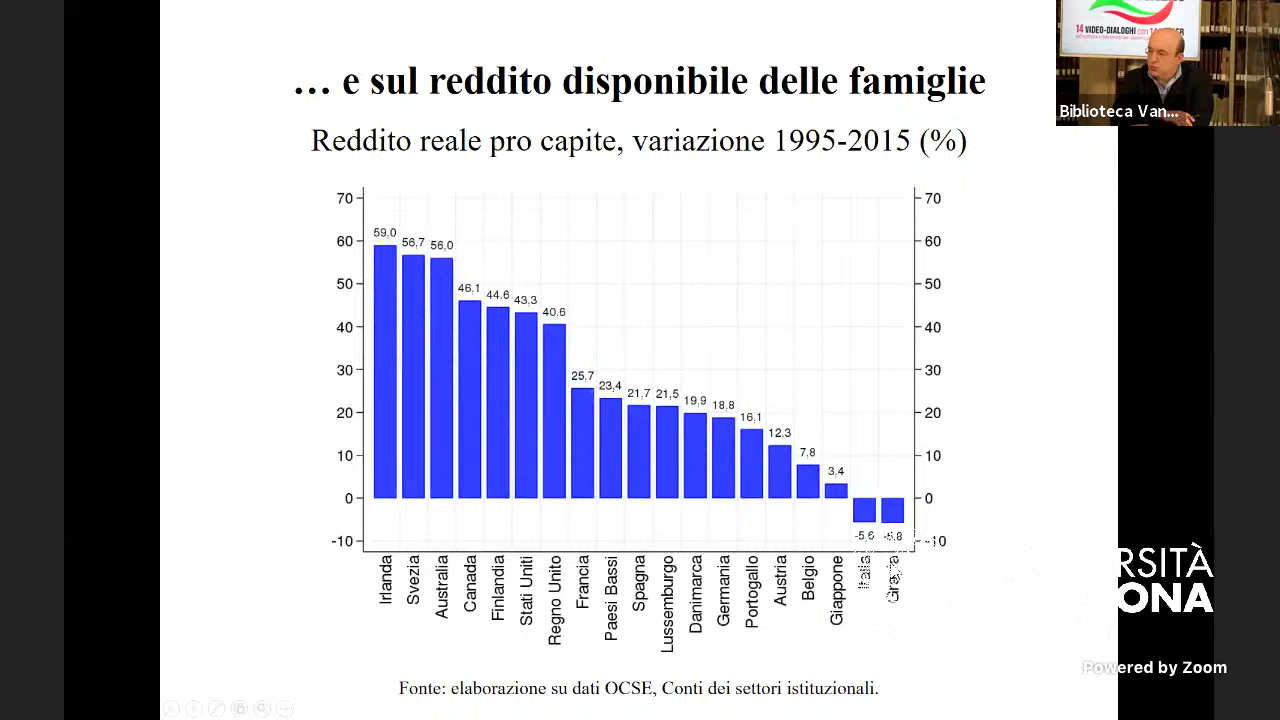 … e sul reddito disponibile delle famiglie
Reddito reale pro capite, variazione 1995-2015 (%)
70
60
50
40
30
20
10
0
-10
59,0
56,7
56,0
46,1
44,6
43,3
40,6
25,7
23,4
21,7
21,5
19,9
18,8
16,1
12,3
7,8
3,4
-5,6
-5,8
70
60
50
40
30
20
10
0
-10
Irlanda
Svezia
Australia
Canada
Finlandia
Stati Uniti
Regno Unito
Francia
Paesi Bassi
Spagna
Lussemburgo
Danimarca
Germania
Portogallo
Austria
Belgio
Giappone
Italia
Grecia
Fonte: elaborazione su dati OCSE, Conti dei settori istituzionali.
14 VIDEO-DIALOGHI con
Biblioteca Van...
RSITÀ
ONA
Powered by Zoom